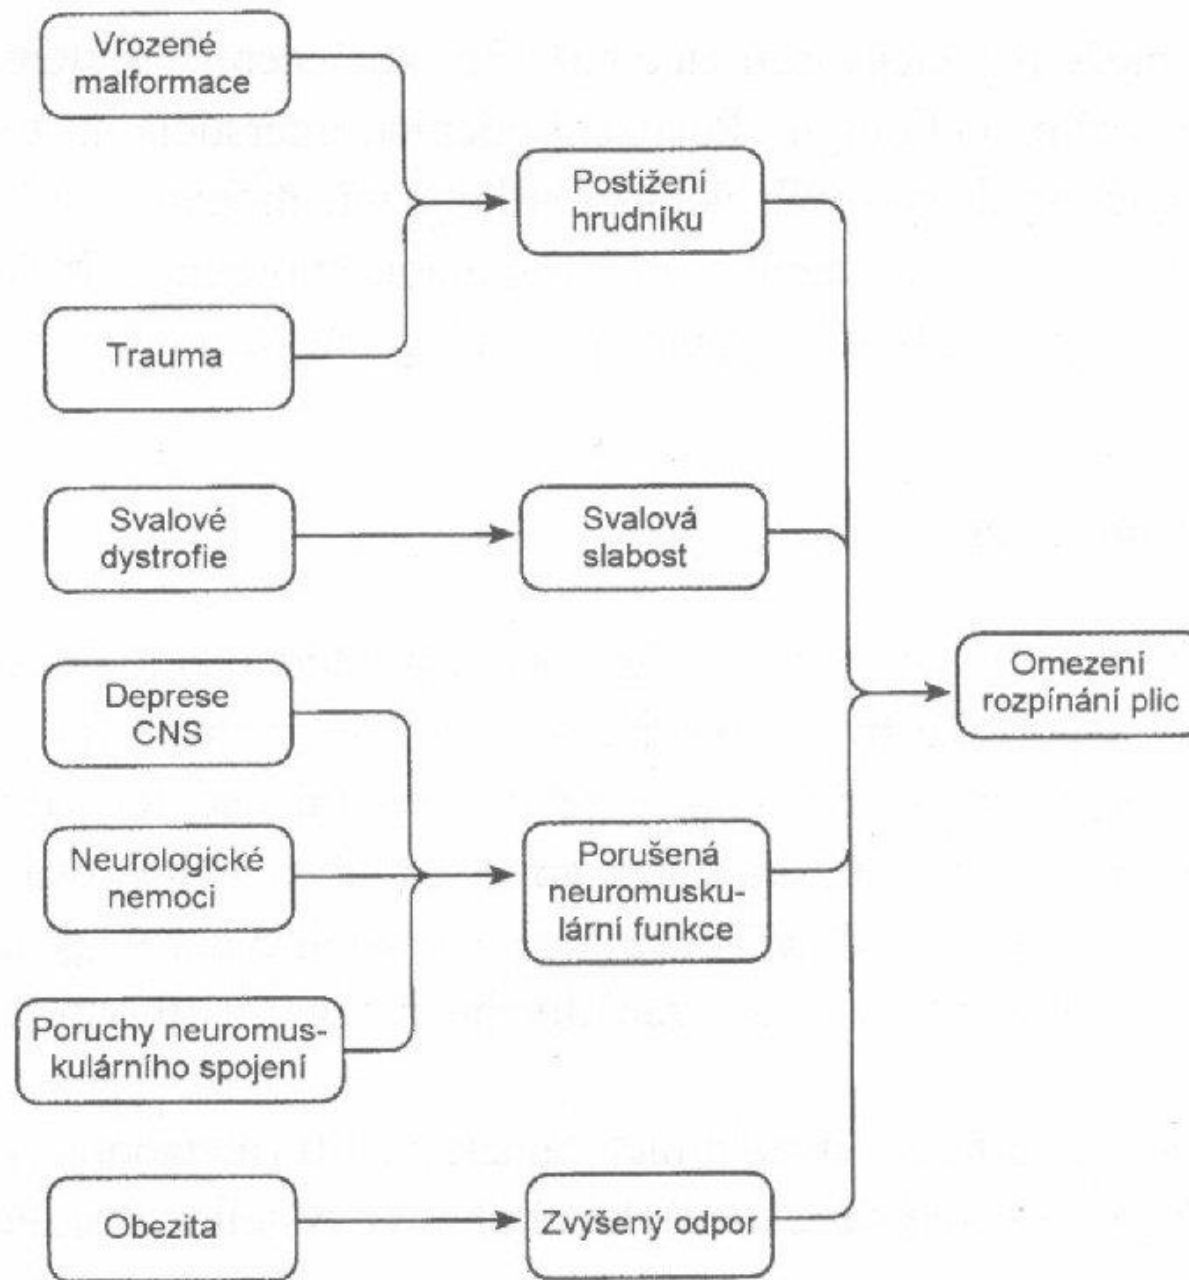 Vrozené
malformace
Postižení
hrudníku
Trauma
Svalové
dystrofie
Svalová
slabost
Deprese
CNS
Omezení
rozpínání plic
Neurologické
nemoci
Porušená
neuromusku-
lární funkce
Poruchy neuromus-
kulárního spojení
Obezita
Zvýšený odpor